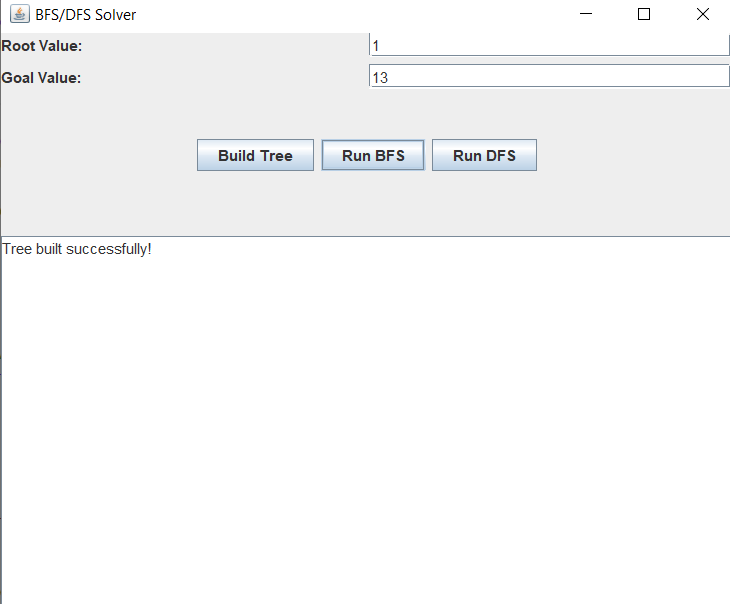 BFS/DFS Solver
Root Value: 1
Goal Value: 13
Build Tree Run BFS Run DFS
Tree built successfully!